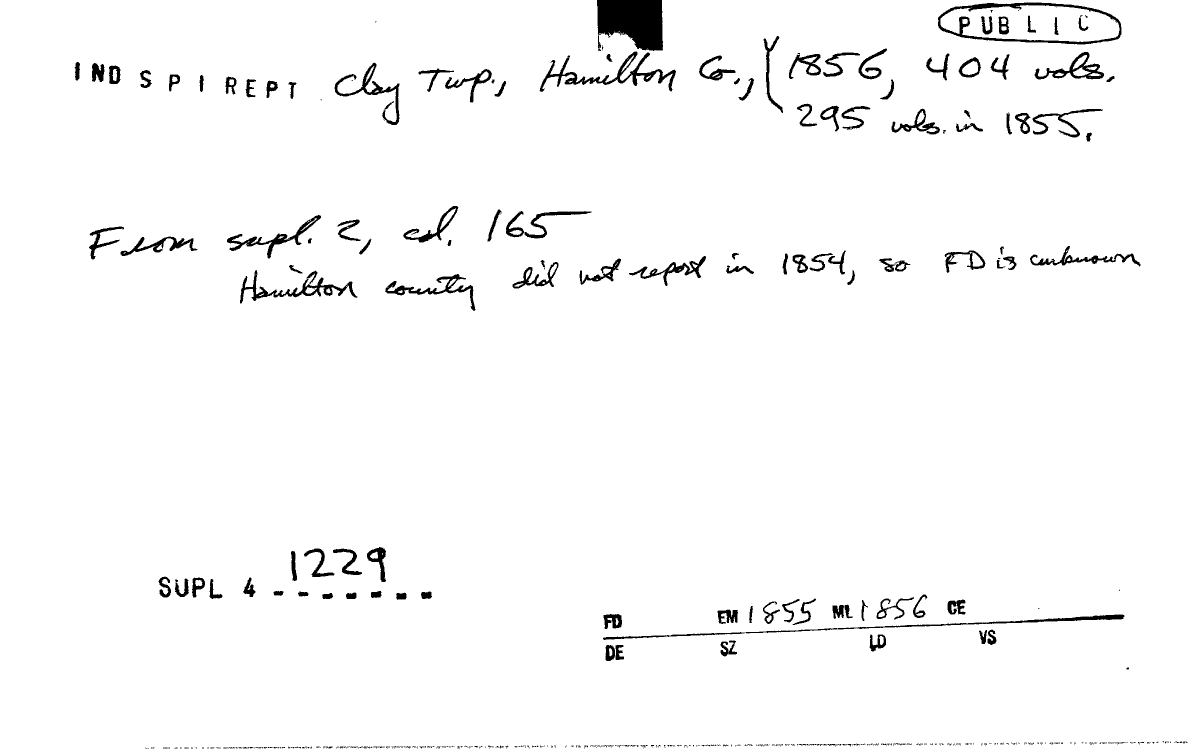 PUBLIC
IND SPIREPT Clay Twp., Hamilton Co., { 1856, 404 vols.
295 vols. in 1855.
From supl. 2, col. 165
Hamilton county did not report in 1854, so FD is unknown
SUPL 4 1229
FD EM 1855 ML 1856 CE
DE SZ LD VS